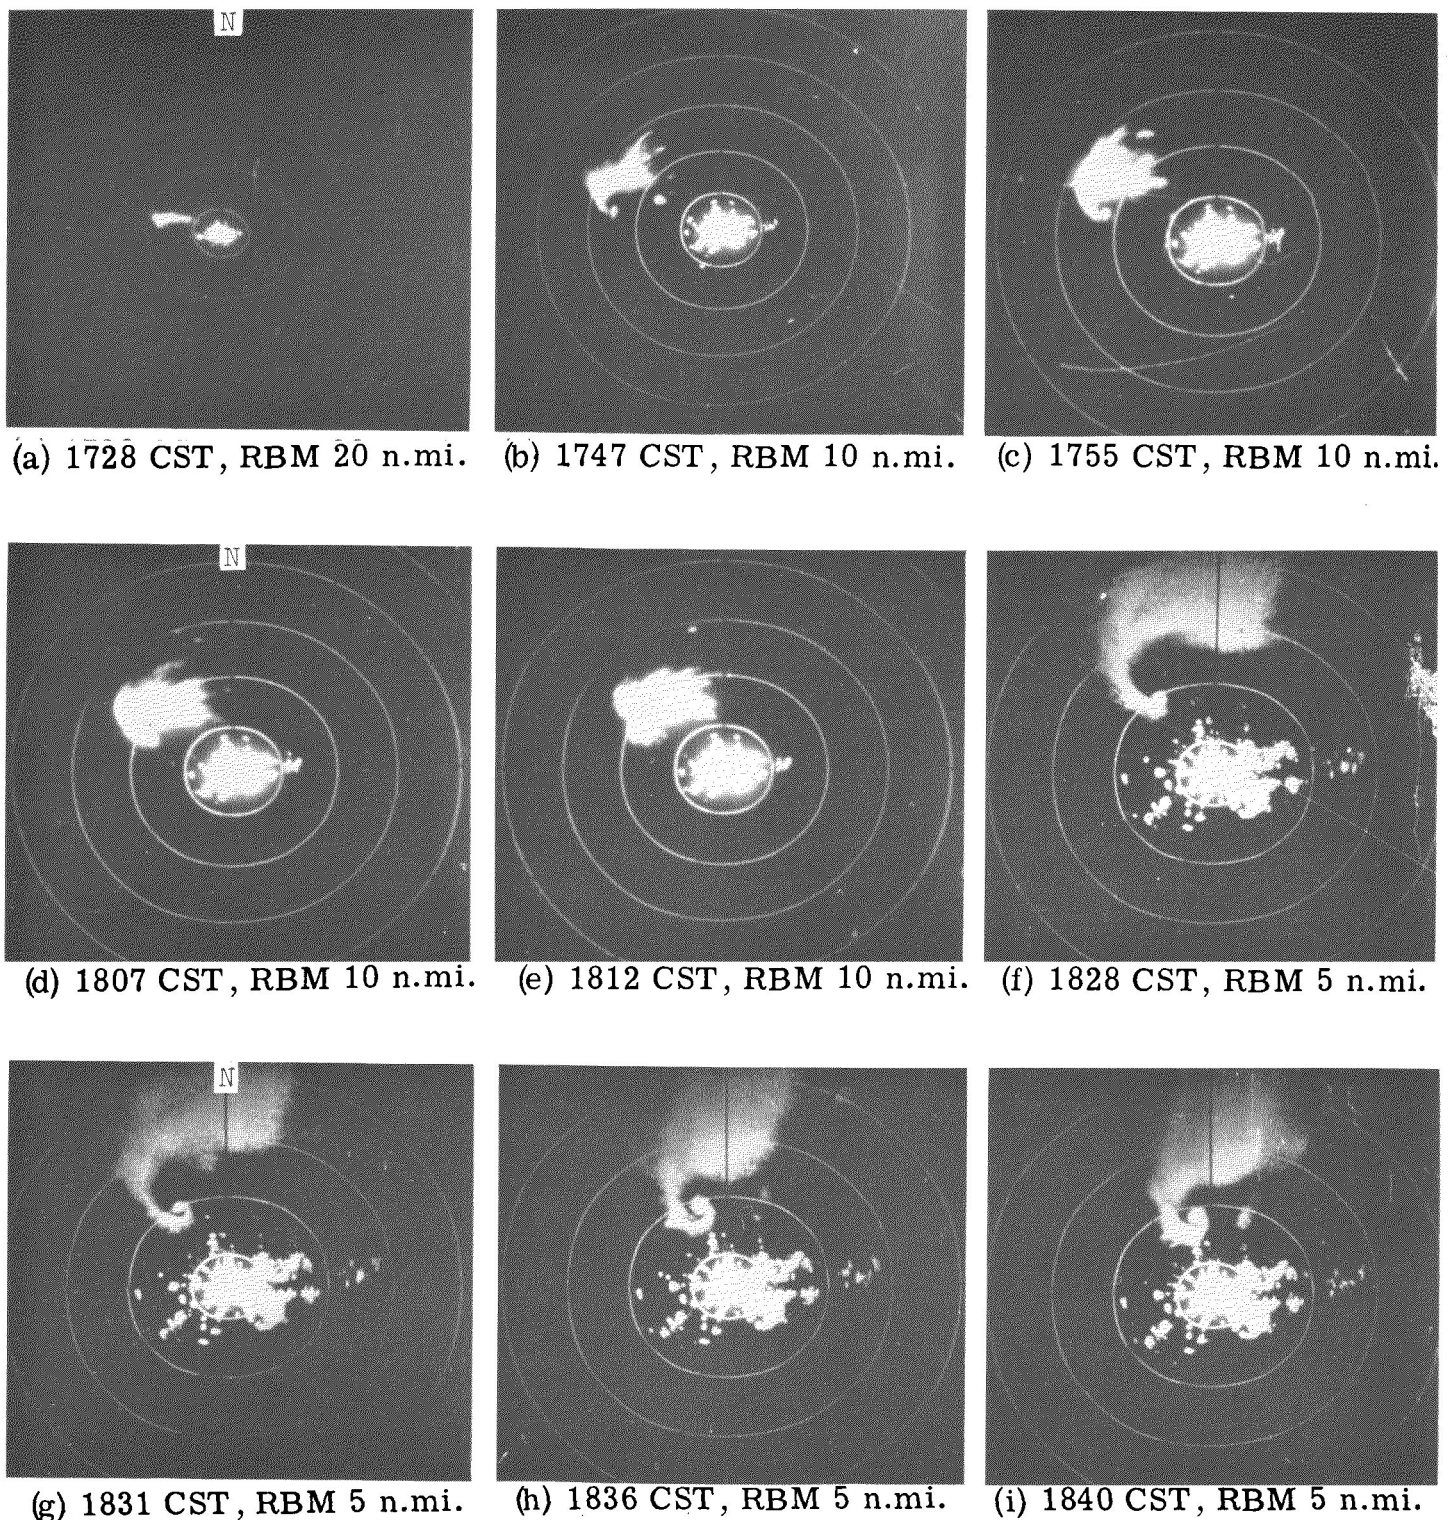 N
(a) 1728 CST, RBM 20 n.mi. (b) 1747 CST, RBM 10 n.mi. (c) 1755 CST, RBM 10 n.mi.
N
(d) 1807 CST, RBM 10 n.mi. (e) 1812 CST, RBM 10 n.mi. (f) 1828 CST, RBM 5 n.mi.
N
(g) 1831 CST, RBM 5 n.mi. (h) 1836 CST, RBM 5 n.mi. (i) 1840 CST, RBM 5 n.mi.